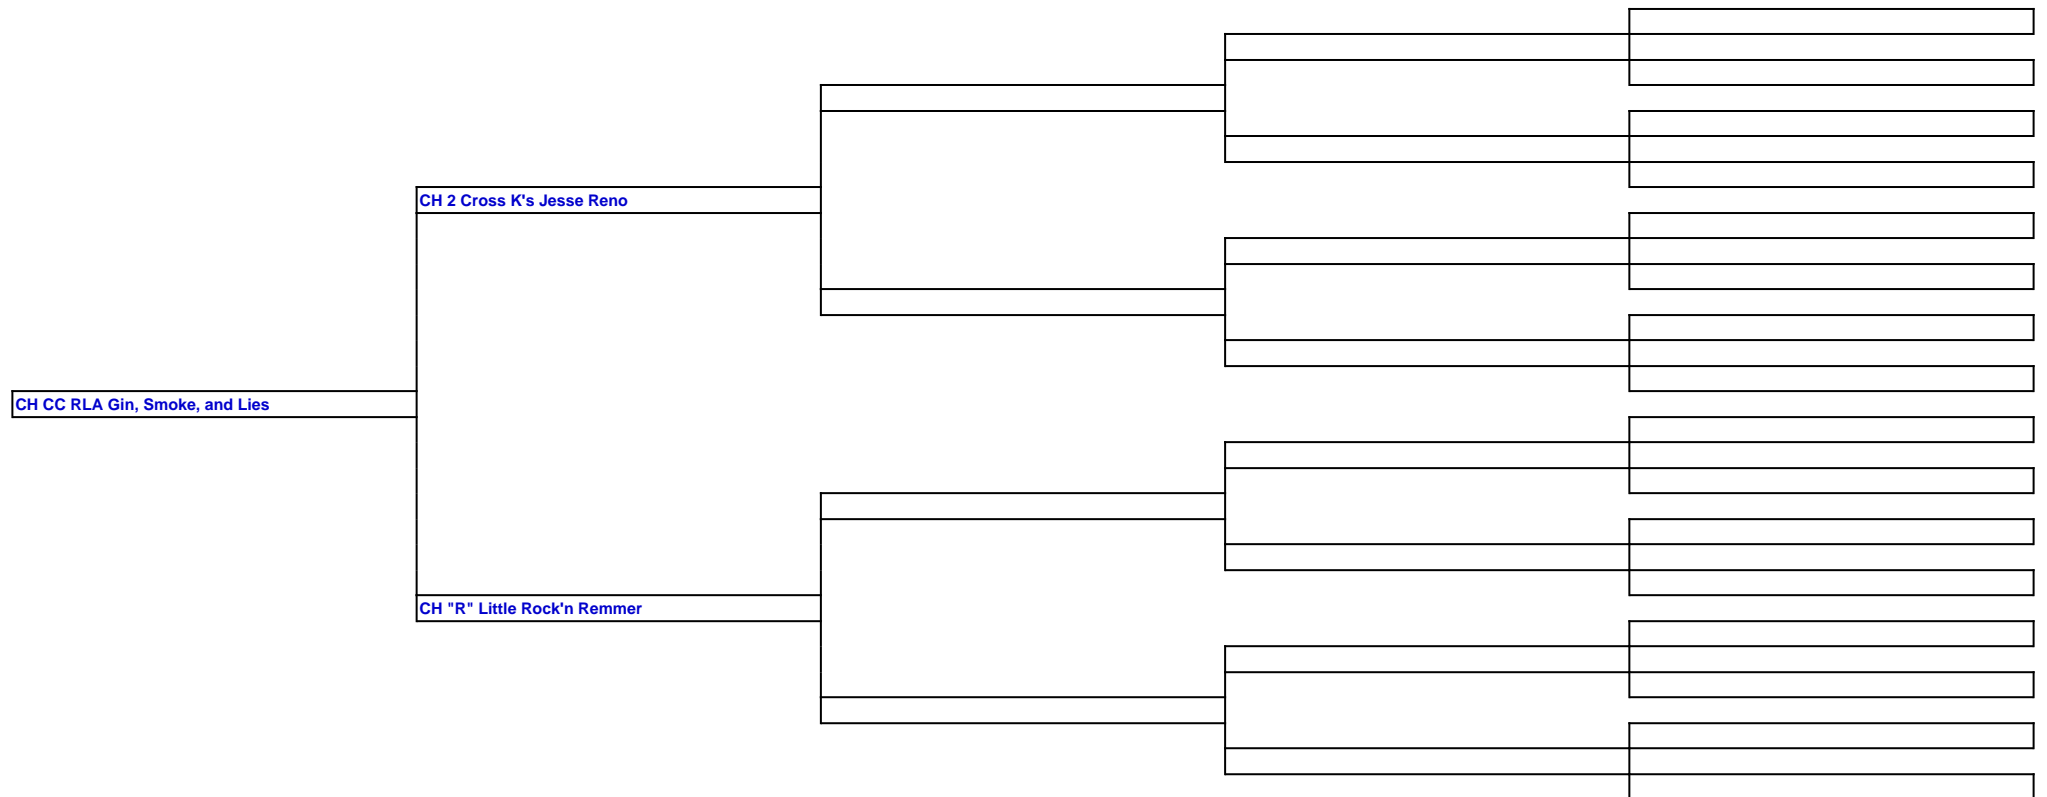 CH 2 Cross K's Jesse Reno
CH CC RLA Gin, Smoke, and Lies
CH "R" Little Rock'n Remmer